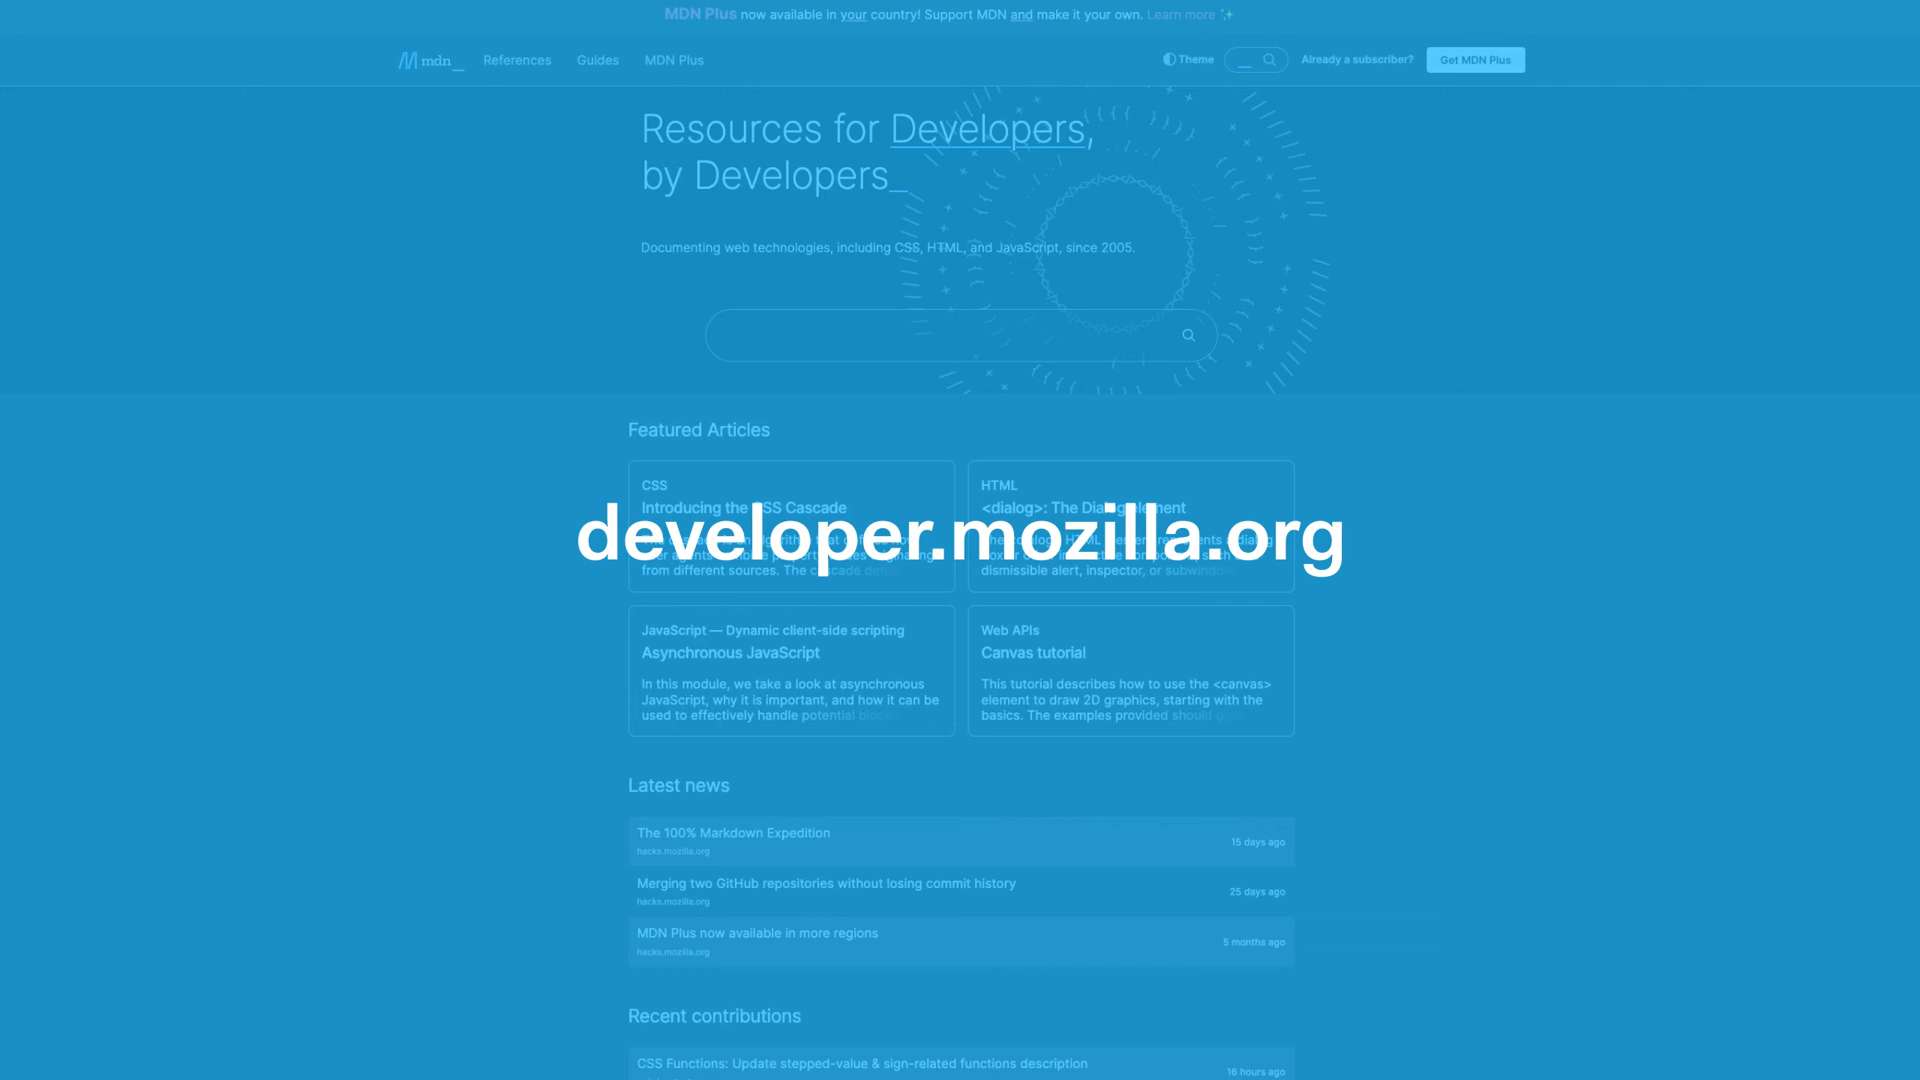 MDN Plus now available in your country! Support MDN and make it your own. Learn more ✨
mdn_
References
Guides
MDN Plus
Theme
Already a subscriber?
Get MDN Plus
Resources for Developers,
by Developers_
Documenting web technologies, including CSS, HTML, and JavaScript, since 2005.
Featured Articles
CSS
Introducing the CSS Cascade
from different sources. The cascade
HTML
<dialog>: The Dialog element
dismissible alert, inspector, or subwindow
developer.mozilla.org
JavaScript — Dynamic client-side scripting
Asynchronous JavaScript
In this module, we take a look at asynchronous
JavaScript, why it is important, and how it can be
used to effectively handle potential
Web APIs
Canvas tutorial
This tutorial describes how to use the <canvas>
element to draw 2D graphics, starting with the
basics. The examples provided should
Latest news
The 100% Markdown Expedition
hacks.mozilla.org
15 days ago
Merging two GitHub repositories without losing commit history
hacks.mozilla.org
25 days ago
MDN Plus now available in more regions
hacks.mozilla.org
5 months ago
Recent contributions
CSS Functions: Update stepped-value & sign-related functions description
16 hours ago